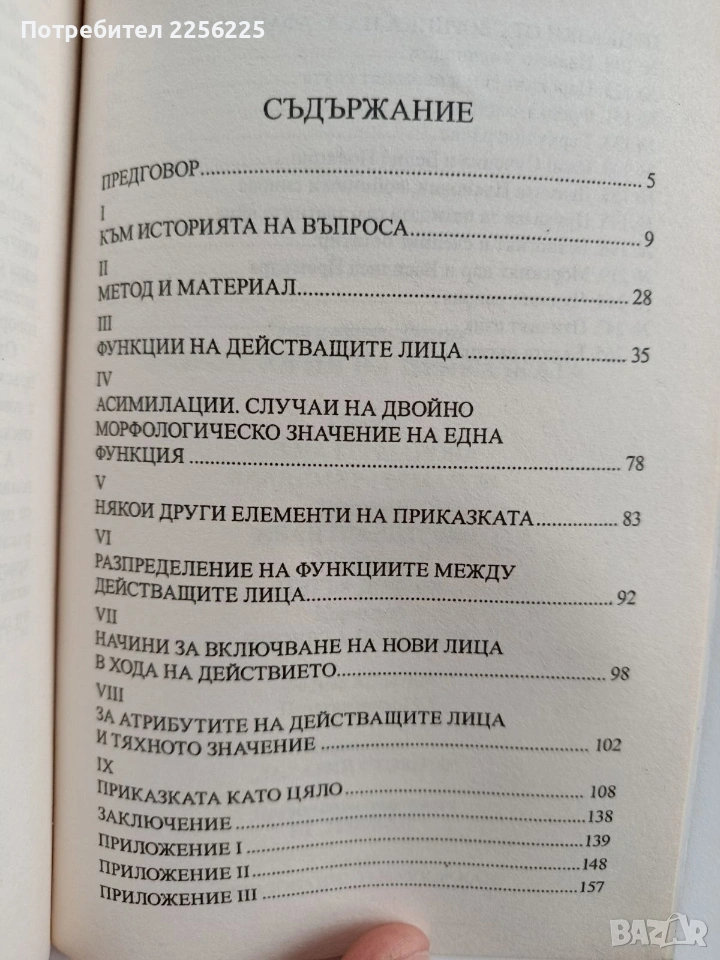 Потребител 2256225
СЪДЪРЖАНИЕ
ПРЕДГОВОР..................................................................5
I
КЪМ ИСТОРИЯТА НА ВЪПРОСА....................................9
II
МЕТОД И МАТЕРИАЛ..................................................28
III
ФУНКЦИИ НА ДЕЙСТВАЩИТЕ ЛИЦА..........................35
IV
АСИМИЛАЦИИ. СЛУЧАИ НА ДВОЙНО
МОРФОЛОГИЧЕСКО ЗНАЧЕНИЕ НА ЕДНА
ФУНКЦИЯ..................................................................78
V
НЯКОИ ДРУГИ ЕЛЕМЕНТИ НА ПРИКАЗКАТА..............83
VI
РАЗПРЕДЕЛЕНИЕ НА ФУНКЦИИТЕ МЕЖДУ
ДЕЙСТВАЩИТЕ ЛИЦА................................................92
VII
НАЧИНИ ЗА ВКЛЮЧВАНЕ НА НОВИ ЛИЦА
В ХОДА НА ДЕЙСТВИЕТО..........................................98
VIII
ЗА АТРИБУТИТЕ НА ДЕЙСТВАЩИТЕ ЛИЦА
И ТЯХНОТО ЗНАЧЕНИЕ............................................102
IX
ПРИКАЗКАТА КАТО ЦЯЛО........................................108
ЗАКЛЮЧЕНИЕ..........................................................138
ПРИЛОЖЕНИЕ I........................................................139
ПРИЛОЖЕНИЕ II.......................................................148
ПРИЛОЖЕНИЕ III......................................................157
BAZAR